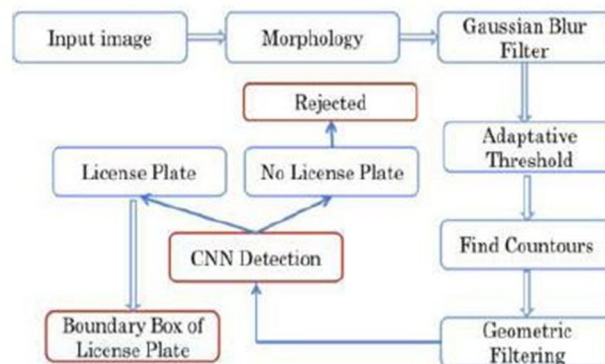 Input image
Morphology
Gaussian Blur
Filter
Rejected
Adaptative
Threshold
License Plate
No License Plate
CNN Detection
Find Countours
Boundary Box of
License Plate
Geometric
Filtering